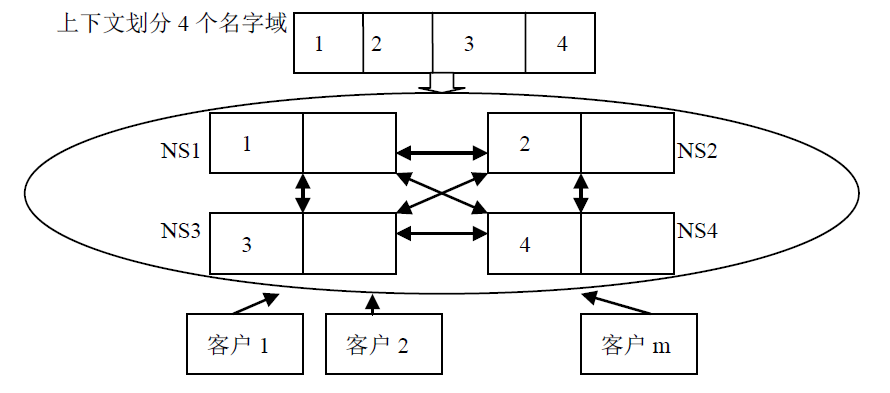 上下文划分 4 个名字域
1 2 3 4
NS1 1 2 NS2
NS3 3 4 NS4
客户 1 客户 2 客户 m